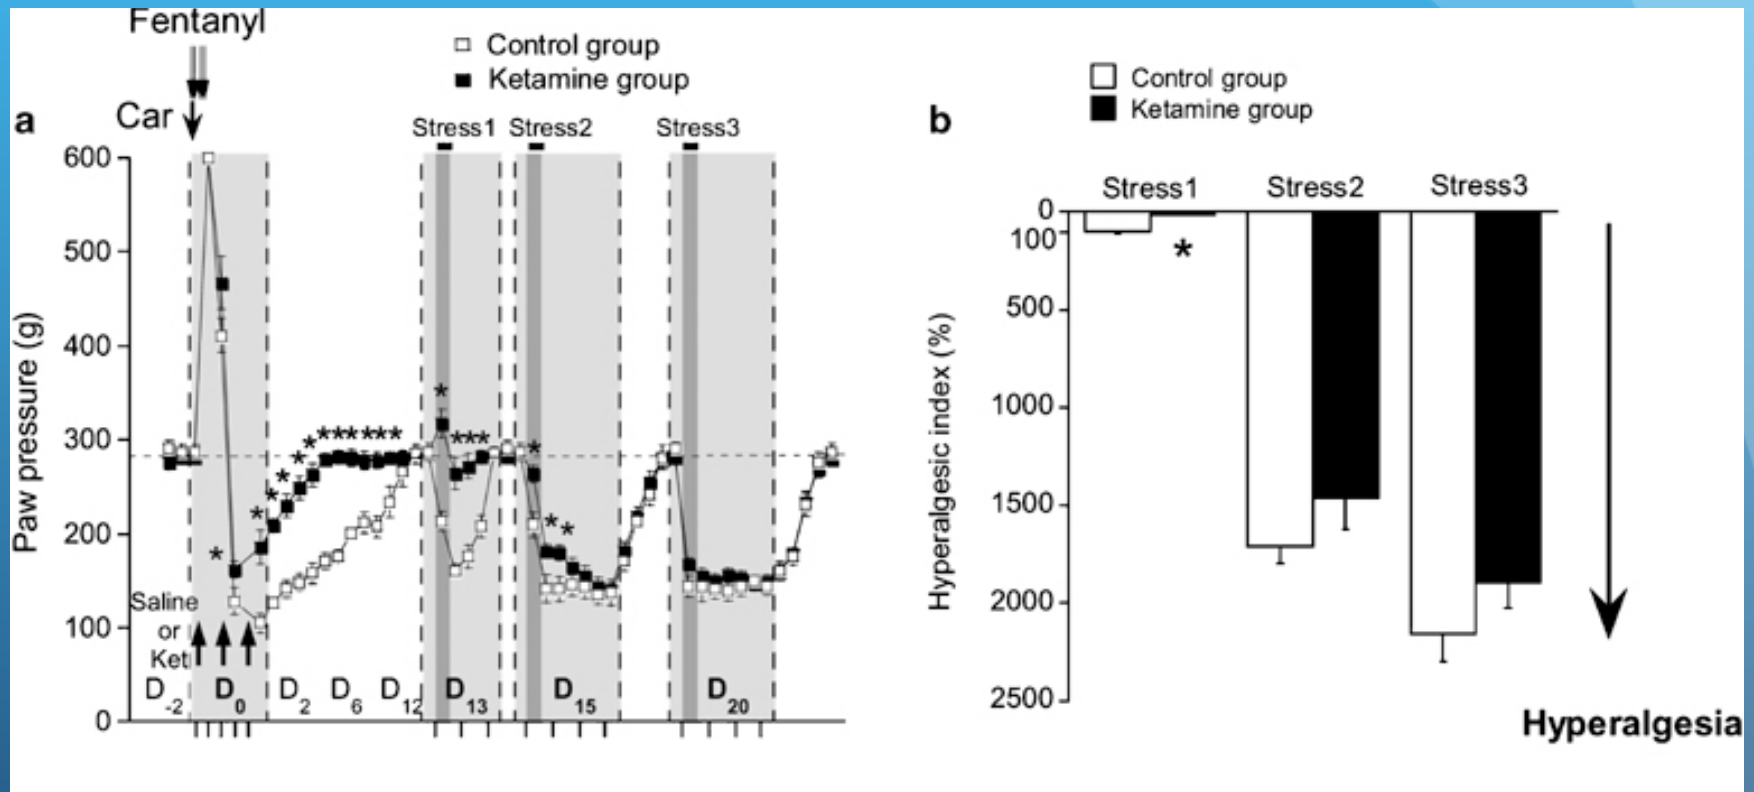 Fentanyl
Car
a
□ Control group
■ Ketamine group
Stress1 Stress2 Stress3
Paw pressure (g)
600
500
400
300
200
100
0
*
* * * * * * * * * * *
* * * *
* * *
Saline
or
Ket
D-2 D0 D2 D6 D12 D13 D15 D20
b
Control group
Ketamine group
Stress1 Stress2 Stress3
Hyperalgesic index (%)
0
100
500
1000
1500
2000
2500
*
Hyperalgesia